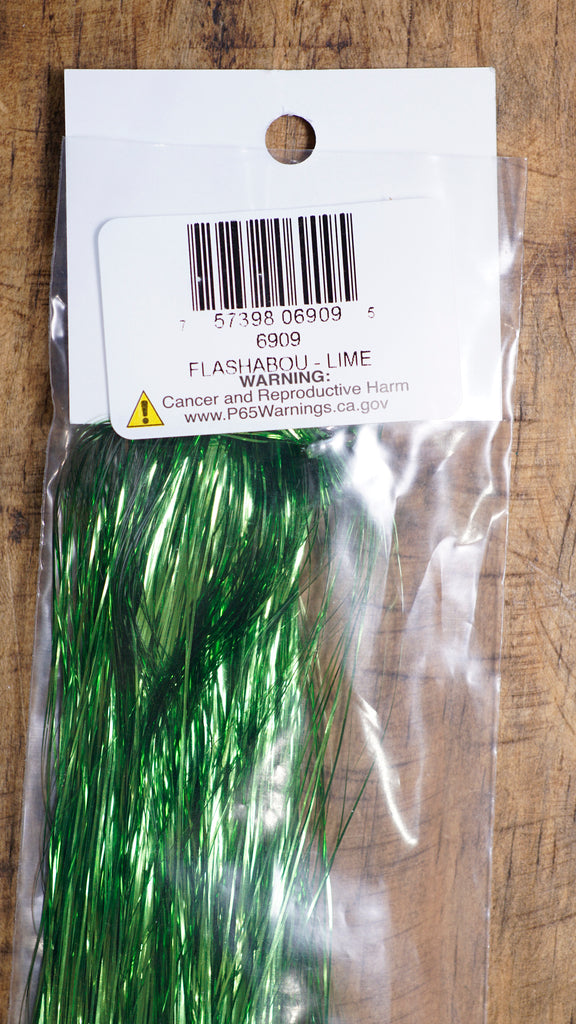 7 57398 06909 5
6909
FLASHABOU - LIME
WARNING:
Cancer and Reproductive Harm
www.P65Warnings.ca.gov